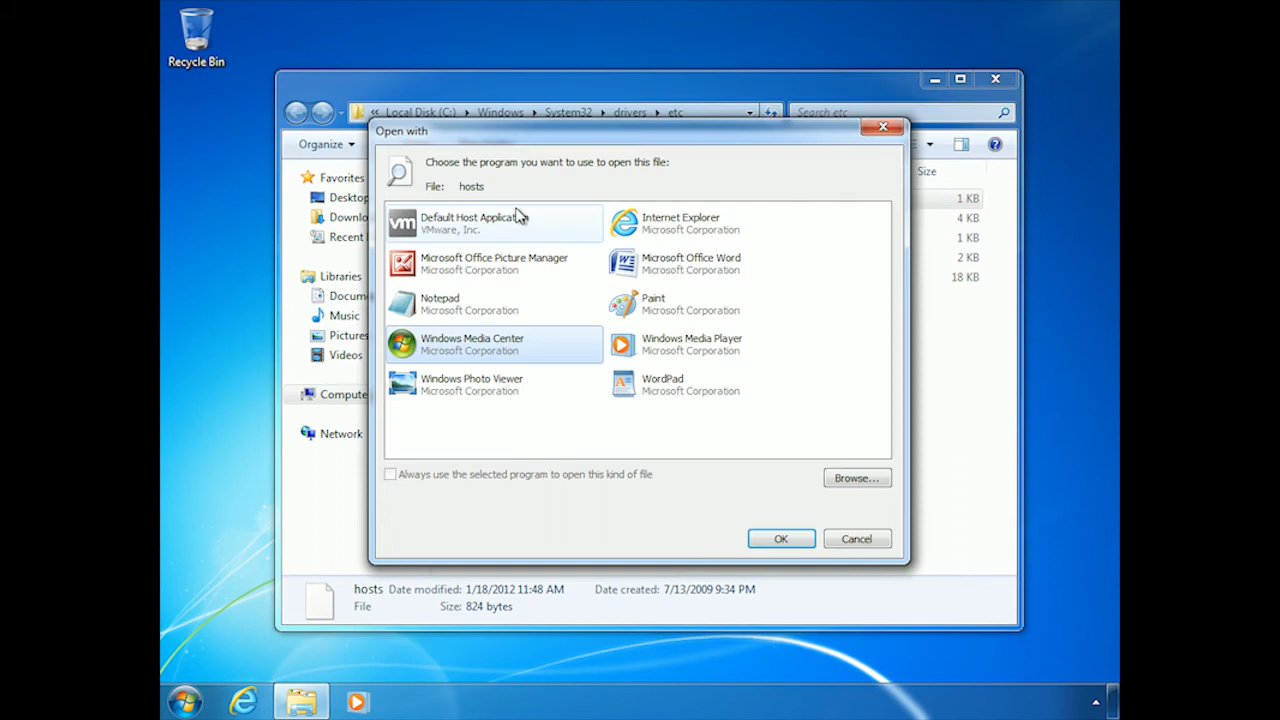 Recycle Bin
« Local Disk (C:) Windows System32 drivers etc
Search etc
Open with
Organize
Choose the program you want to use to open this file:
File: hosts
Size
Favorites
Desktop
Downlo
Recent
Libraries
Docum
Music
Pictures
Videos
Compute
Network
vm
Default Host Applicat
VMware, Inc.
Internet Explorer
Microsoft Corporation
Microsoft Office Picture Manager
Microsoft Corporation
Microsoft Office Word
Microsoft Corporation
Notepad
Microsoft Corporation
Paint
Microsoft Corporation
Windows Media Center
Microsoft Corporation
Windows Media Player
Microsoft Corporation
Windows Photo Viewer
Microsoft Corporation
WordPad
Microsoft Corporation
1 KB
4 KB
1 KB
2 KB
18 KB
Always use the selected program to open this kind of file
Browse...
OK
Cancel
hosts Date modified: 1/18/2012 11:48 AM Date created: 7/13/2009 9:34 PM
File Size: 824 bytes